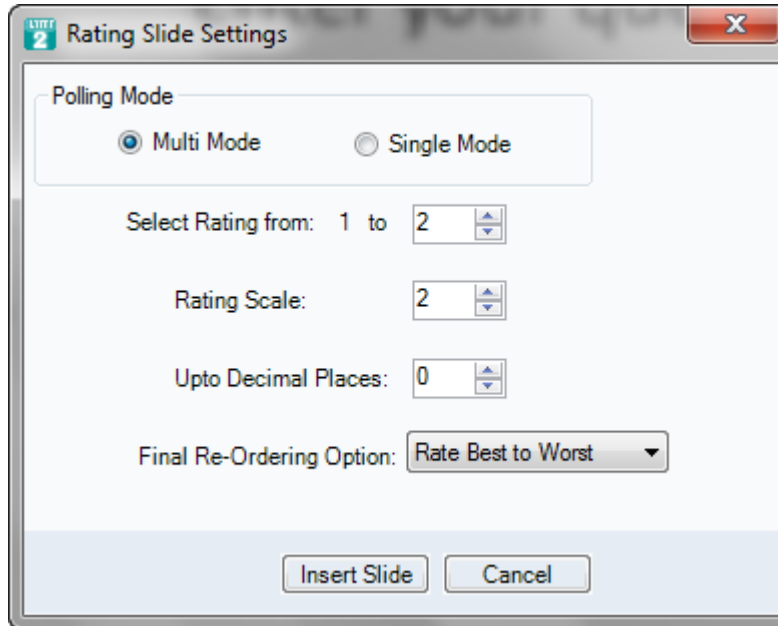 Rating Slide Settings
Polling Mode
Multi Mode Single Mode
Select Rating from: 1 to 2
Rating Scale: 2
Upto Decimal Places: 0
Final Re-Ordering Option: Rate Best to Worst
Insert Slide Cancel